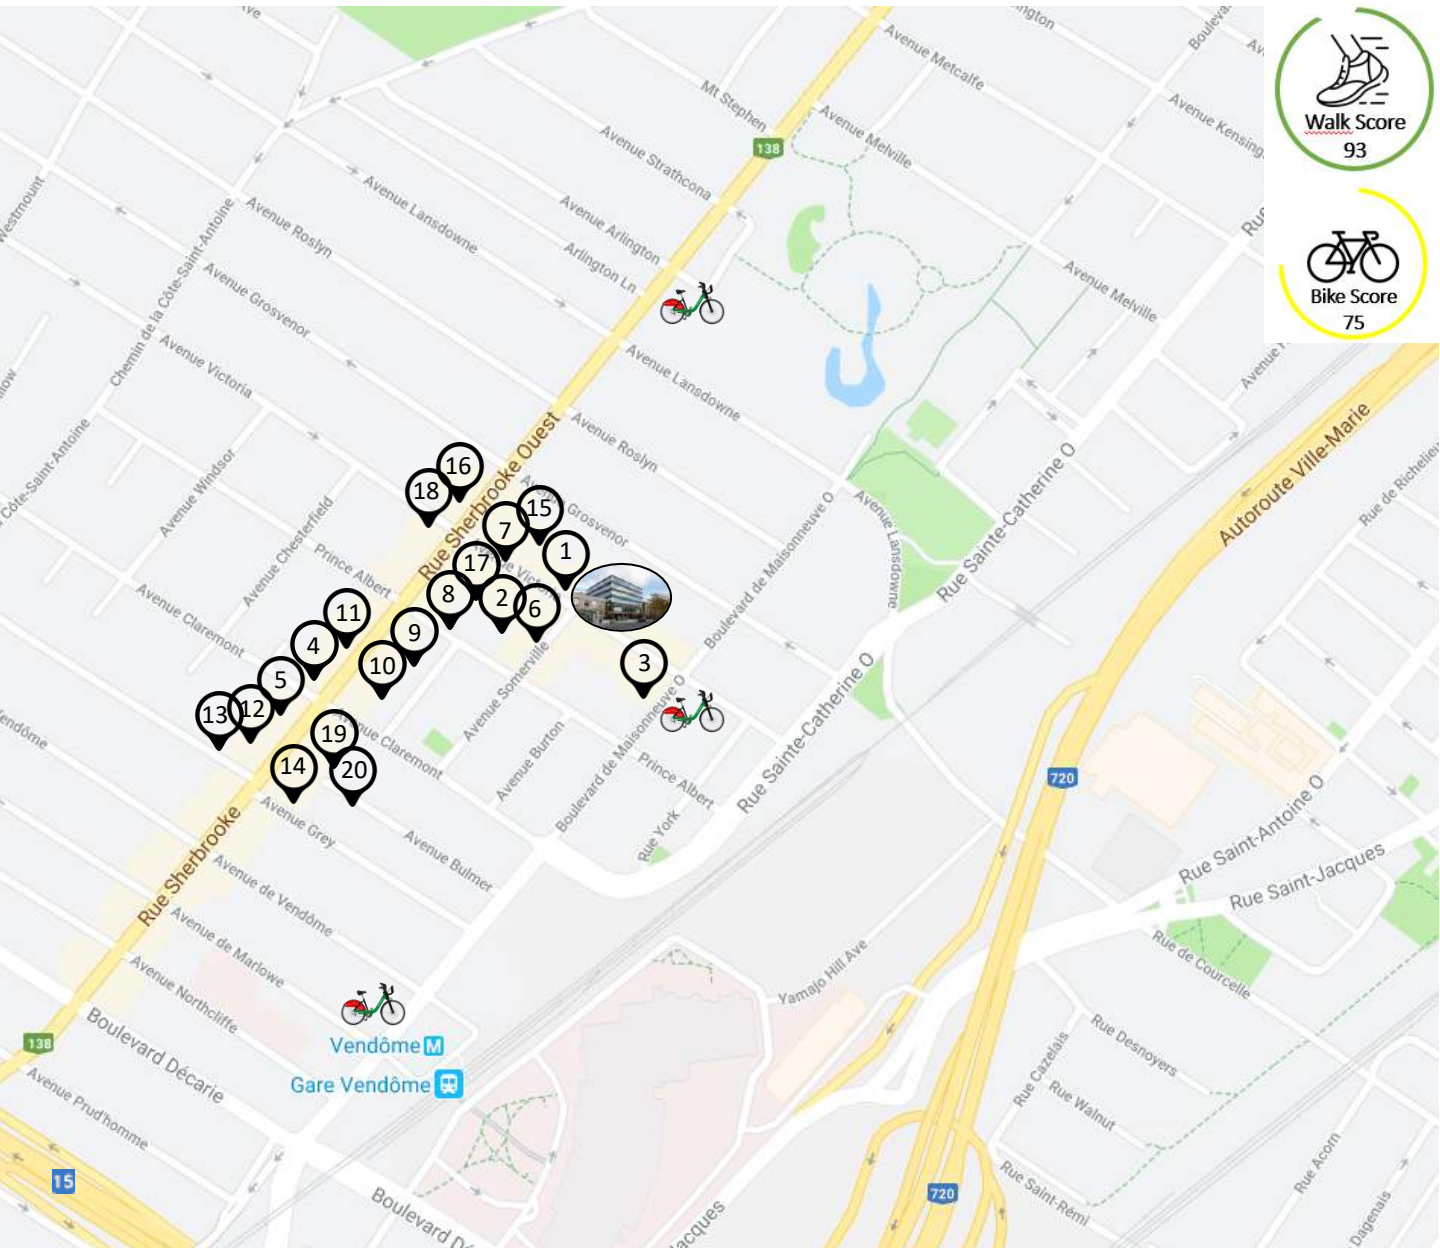 Walk Score
93
Bike Score
75
Avenue Metcalfe
Avenue Kensing
Mt Stephen
Avenue Melville
138
Avenue Strathcona
Westmount
Avenue Lansdowne
Avenue Arlington
Arlington Ln
Avenue Roslyn
Avenue Grosvenor
Chemin de la Côte-Saint-Antoine
Avenue Melville
Avenue Victoria
Avenue Lansdowne
Rue Sherbrooke Ouest
Avenue Roslyn
Côte-Saint-Antoine
Avenue Windsor
Avenue Chesterfield
Avenue Grosvenor
Prince Albert
Avenue Claremont
Boulevard de Maisonneuve O
Avenue Lansdowne
Rue Sainte-Catherine O
Autoroute Ville-Marie
Rue de Richelieu
16
18
15
7
1
17
8
2
6
11
9
4
10
3
5
12
13
19
14
20
Avenue Claremont
Avenue Somerville
Avenue Burton
Boulevard de Maisonneuve O
Prince Albert
Rue York
Rue Sainte-Catherine O
720
Avenue Grey
Avenue Bulmer
Rue Sherbrooke
Avenue de Vendôme
Avenue de Marlowe
Avenue Northcliffe
Rue Saint-Antoine O
Rue Saint-Jacques
Yamajo Hill Ave
Rue de Courcelle
138
Vendôme M
Gare Vendôme
Boulevard Décarie
Avenue Prud'homme
Rue Cazelais
Rue Desnoyers
Rue Walnut
Rue Acorn
Rue Saint-Rémi
Dagenais
15
720
Boulevard Dé
Jacques